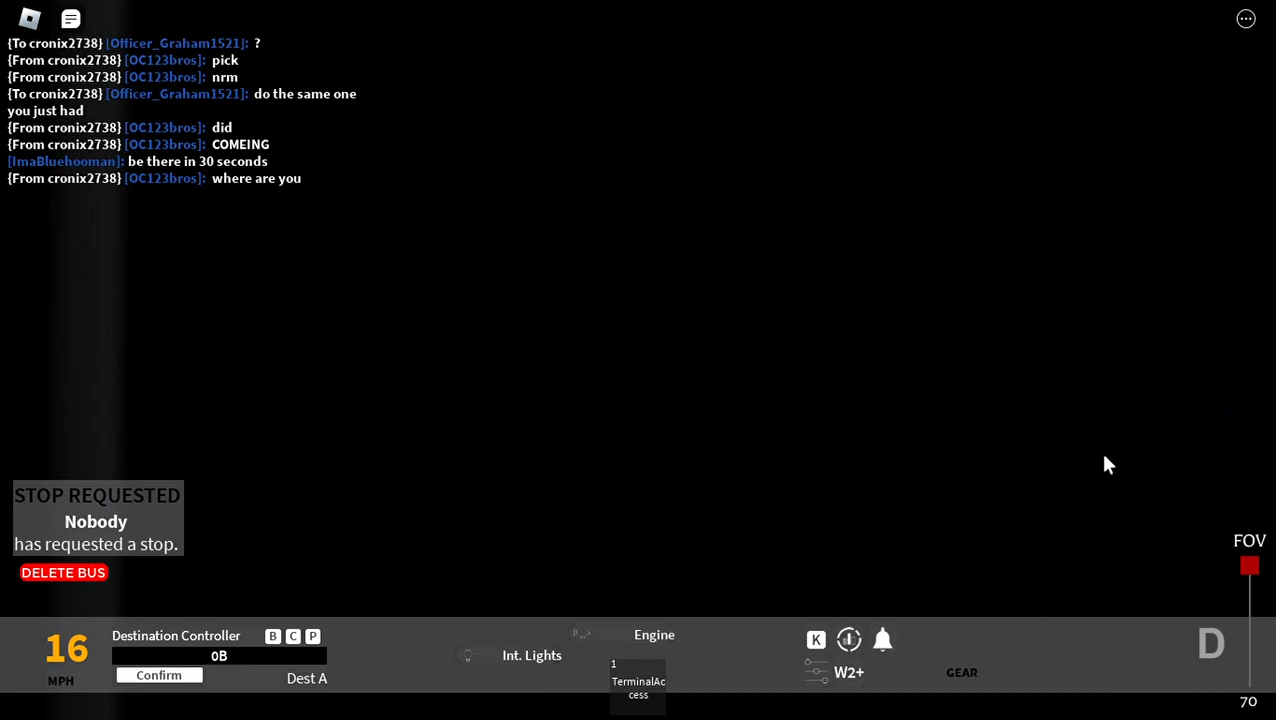 {To cronix2738} [Officer_Graham1521]: ?
{From cronix2738} [OC123bros]: pick
{From cronix2738} [OC123bros]: nrm
{To cronix2738} [Officer_Graham1521]: do the same one
you just had
{From cronix2738} [OC123bros]: did
{From cronix2738} [OC123bros]: COMEING
[ImaBluehooman]: be there in 30 seconds
{From cronix2738} [OC123bros]: where are you
STOP REQUESTED
Nobody
has requested a stop.
DELETE BUS
FOV
70
16
MPH
Destination Controller B C P
0B
Confirm
Dest A
Engine
Int. Lights
1
TerminalAc
cess
K
W2+
GEAR
D